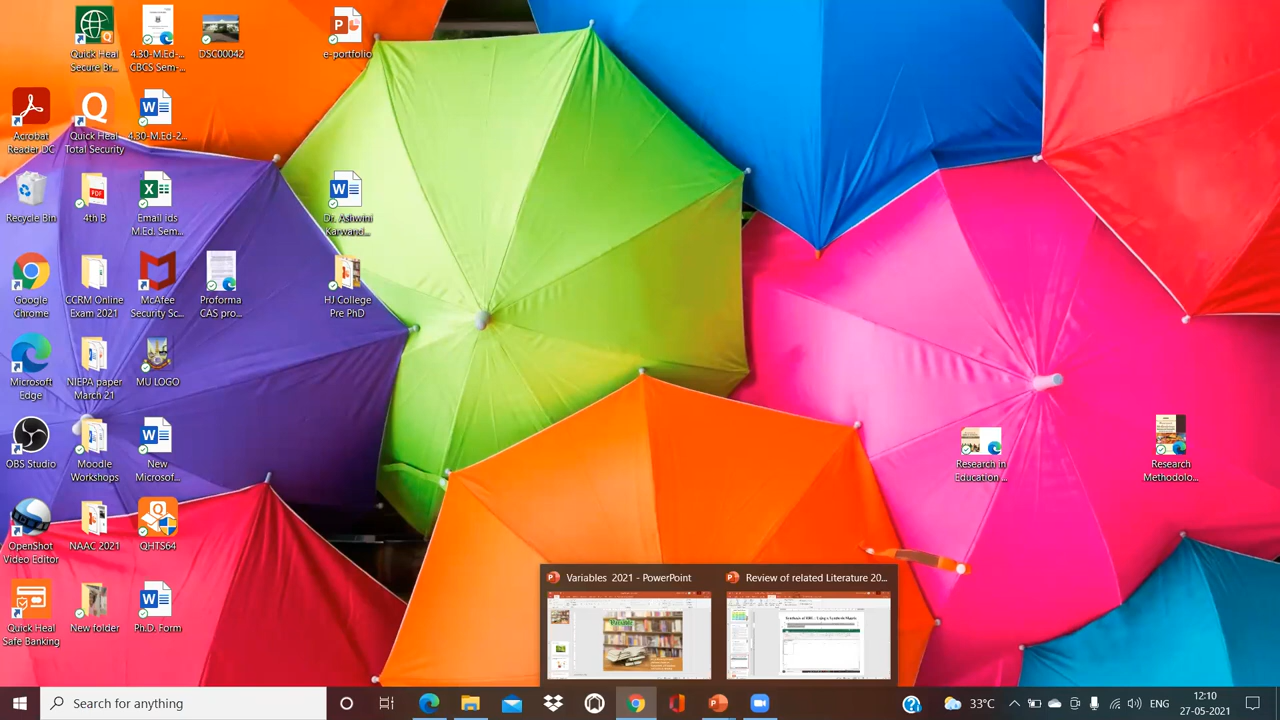 Quick Heal
Secure Br...
4.30-M.Ed-...
CBCS Sem-...
DSC00042
e-portfolio
Acrobat
Reader DC
Quick Heal
Total Security
4.30-M.Ed-2...
Recycle Bin
4th B
Email ids
M.Ed. Sem...
Dr. Ashwini
Karwand...
Google
Chrome
CCRM Online
Exam 2021
McAfee
Security Sc...
Proforma
CAS pro...
HJ College
Pre PhD
Microsoft
Edge
NIEPA paper
March 21
MU LOGO
OBS Studio
Moodle
Workshops
New
Microsof...
Research in
Education ...
Research
Methodolo...
OpenShot
Video Editor
NAAC 2021
QHTS64
Quick Heal
Safe Banking
New folder
Ph.D. Form
Variables 2021 - PowerPoint
Review of related Literature 20...
Search for anything
33°C
ENG
12:10
27-05-2021